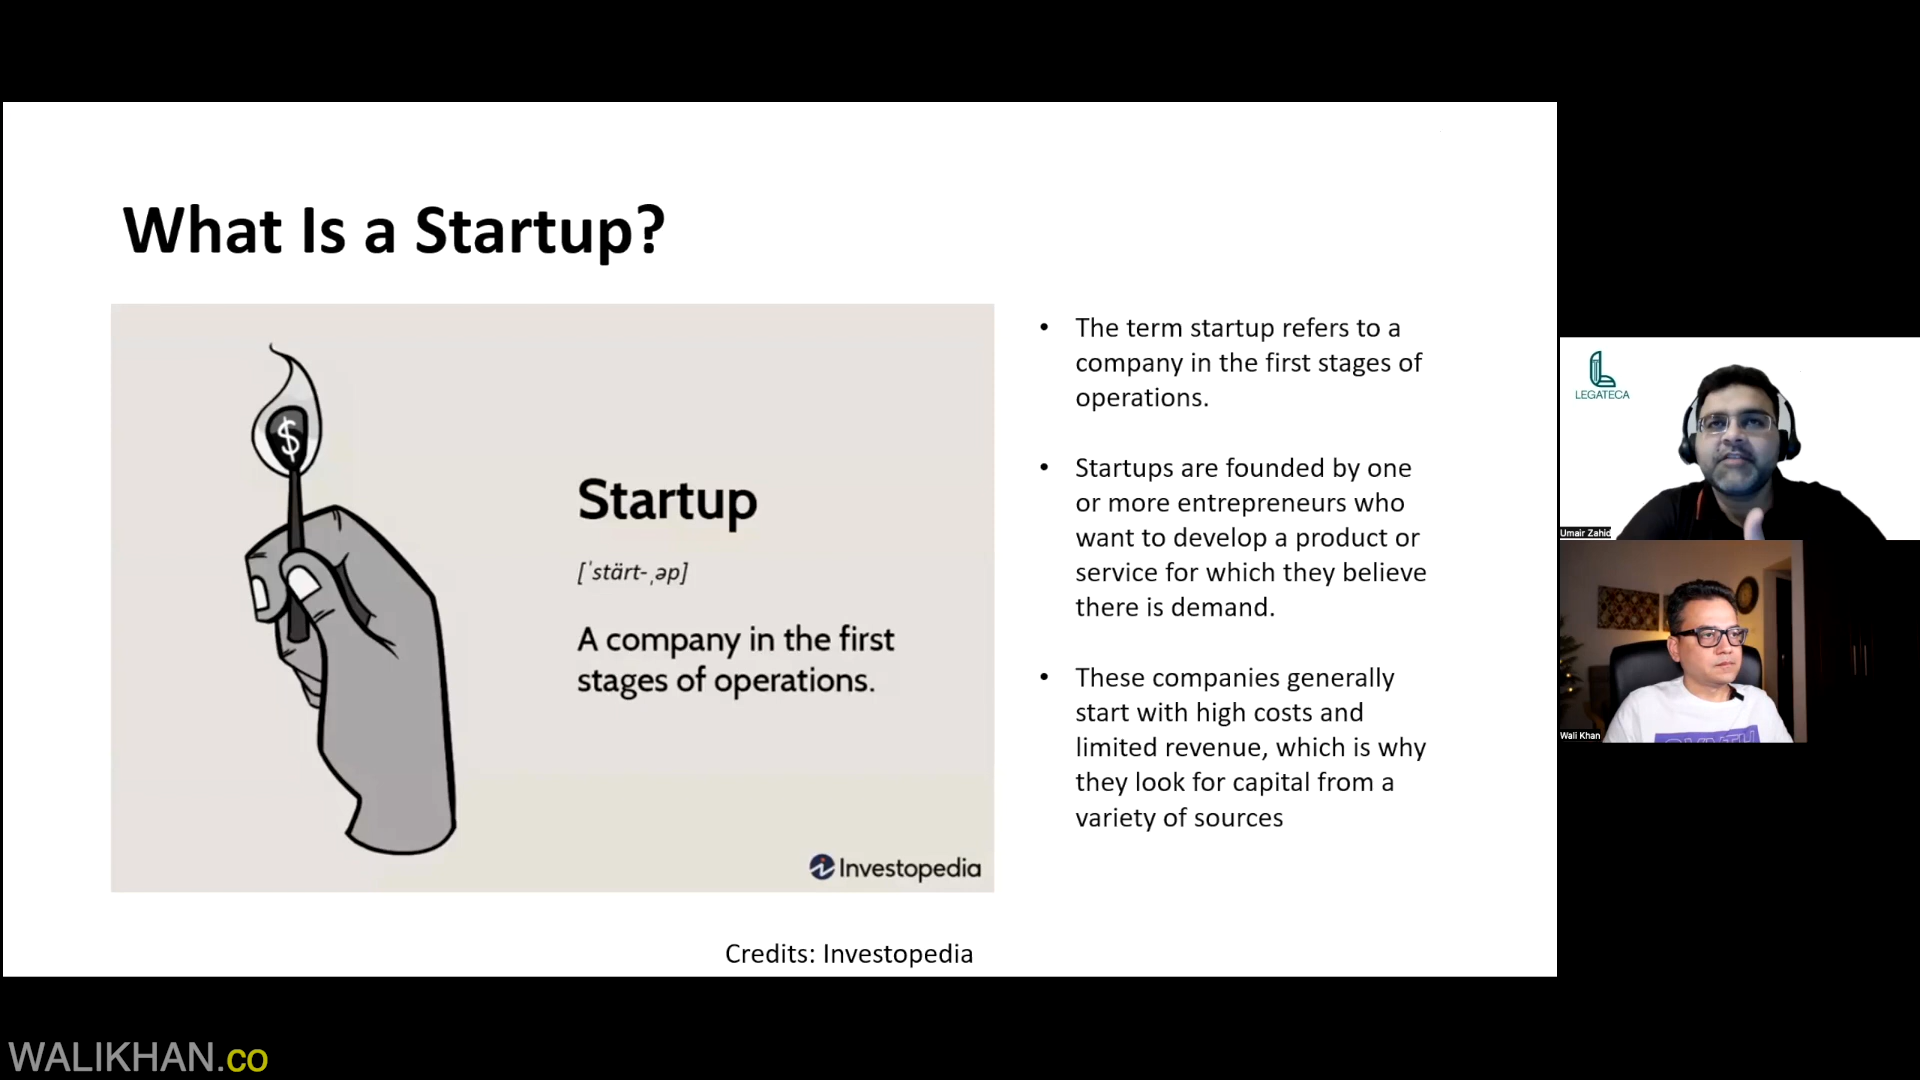 What Is a Startup?
$
Startup
[ˈstärt-ˌəp]
A company in the first
stages of operations.
Investopedia
• The term startup refers to a
company in the first stages of
operations.
• Startups are founded by one
or more entrepreneurs who
want to develop a product or
service for which they believe
there is demand.
• These companies generally
start with high costs and
limited revenue, which is why
they look for capital from a
variety of sources
Credits: Investopedia
LEGATECA
Umair Zahid
Wali Khan
WALIKHAN.CO